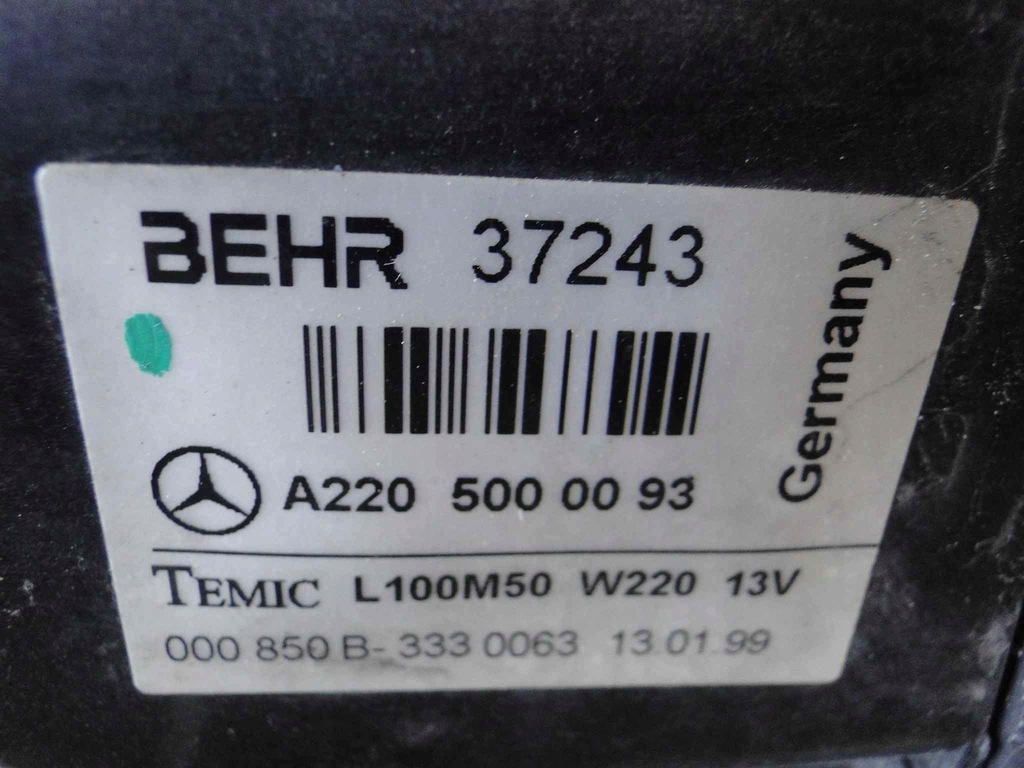 BEHR 37243
Germany
A220 500 00 93
TEMIC L100M50 W220 13V
000 850 B- 333 0063 13.01.99